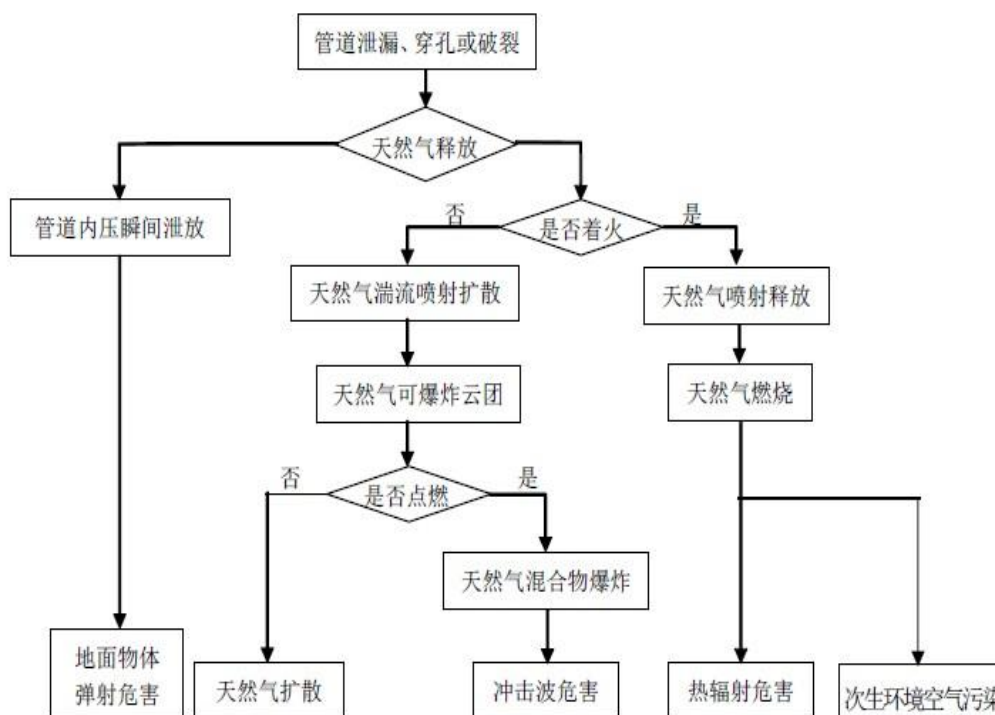 管道泄漏、穿孔或破裂
天然气释放
管道内压瞬间泄放
否
是否着火
是
天然气湍流喷射扩散
天然气喷射释放
天然气可爆炸云团
天然气燃烧
否
是否点燃
是
天然气混合物爆炸
地面物体
弹射危害
天然气扩散
冲击波危害
热辐射危害
次生环境空气污染